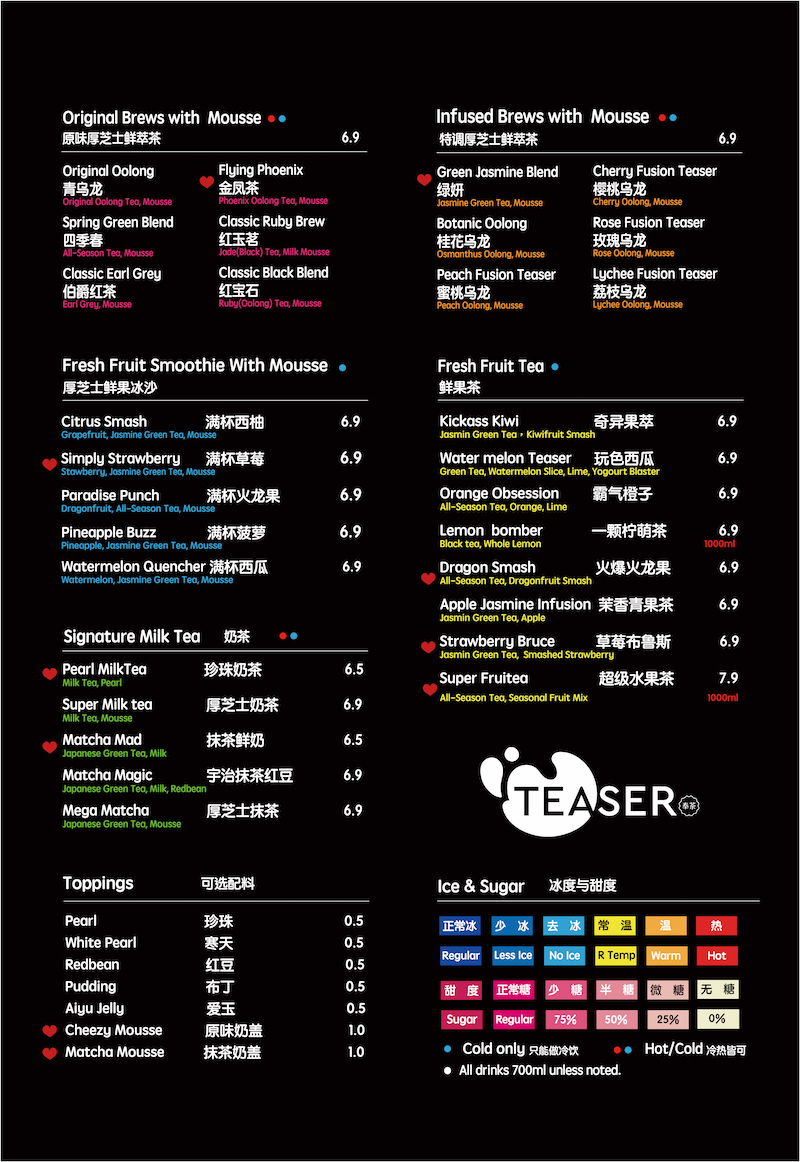 Original Brews with Mousse
原味厚芝士鲜萃茶 6.9
Original Oolong
青乌龙
Original Oolong Tea, Mousse
Flying Phoenix
金凤茶
Phoenix Oolong Tea, Mousse
Spring Green Blend
四季春
All-Season Tea, Mousse
Classic Ruby Brew
红玉茗
Jade(Black) Tea, Milk Mousse
Classic Earl Grey
伯爵红茶
Earl Grey, Mousse
Classic Black Blend
红宝石
Ruby(Oolong) Tea, Mousse
Infused Brews with Mousse
特调厚芝士鲜萃茶 6.9
Green Jasmine Blend
绿妍
Jasmine Green Tea, Mousse
Cherry Fusion Teaser
樱桃乌龙
Cherry Oolong, Mousse
Botanic Oolong
桂花乌龙
Osmanthus Oolong, Mousse
Rose Fusion Teaser
玫瑰乌龙
Rose Oolong, Mousse
Peach Fusion Teaser
蜜桃乌龙
Peach Oolong, Mousse
Lychee Fusion Teaser
荔枝乌龙
Lychee Oolong, Mousse
Fresh Fruit Smoothie With Mousse
厚芝士鲜果冰沙
Citrus Smash 满杯西柚 6.9
Grapefruit, Jasmine Green Tea, Mousse
Simply Strawberry 满杯草莓 6.9
Stawberry, Jasmine Green Tea, Mousse
Paradise Punch 满杯火龙果 6.9
Dragonfruit, All-Season Tea, Mousse
Pineapple Buzz 满杯菠萝 6.9
Pineapple, Jasmine Green Tea, Mousse
Watermelon Quencher 满杯西瓜 6.9
Watermelon, Jasmine Green Tea, Mousse
Fresh Fruit Tea
鲜果茶
Kickass Kiwi 奇异果萃 6.9
Jasmin Green Tea，Kiwifruit Smash
Water melon Teaser 玩色西瓜 6.9
Green Tea, Watermelon Slice, Lime, Yogourt Blaster
Orange Obsession 霸气橙子 6.9
All-Season Tea, Orange, Lime
Lemon bomber 一颗柠萌茶 6.9
Black tea, Whole Lemon 1000ml
Dragon Smash 火爆火龙果 6.9
All-Season Tea, Dragonfruit Smash
Apple Jasmine Infusion 茉香青果茶 6.9
Jasmin Green Tea, Apple
Strawberry Bruce 草莓布鲁斯 6.9
Jasmin Green Tea, Smashed Strawberry
Super Fruitea 超级水果茶 7.9
All-Season Tea, Seasonal Fruit Mix 1000ml
Signature Milk Tea 奶茶
Pearl MilkTea 珍珠奶茶 6.5
Milk Tea, Pearl
Super Milk tea 厚芝士奶茶 6.9
Milk Tea, Mousse
Matcha Mad 抹茶鲜奶 6.5
Japanese Green Tea, Milk
Matcha Magic 宇治抹茶红豆 6.9
Japanese Green Tea, Milk, Redbean
Mega Matcha 厚芝士抹茶 6.9
Japanese Green Tea, Mousse
TEASER 奉茶
Toppings 可选配料
Pearl 珍珠 0.5
White Pearl 寒天 0.5
Redbean 红豆 0.5
Pudding 布丁 0.5
Aiyu Jelly 爱玉 0.5
Cheezy Mousse 原味奶盖 1.0
Matcha Mousse 抹茶奶盖 1.0
Ice & Sugar 冰度与甜度
正常冰 少冰 去冰 常温 温 热
Regular Less Ice No Ice R Temp Warm Hot
甜度 正常糖 少糖 半糖 微糖 无糖
Sugar Regular 75% 50% 25% 0%
Cold only 只能做冷饮 Hot/Cold 冷热皆可
All drinks 700ml unless noted.